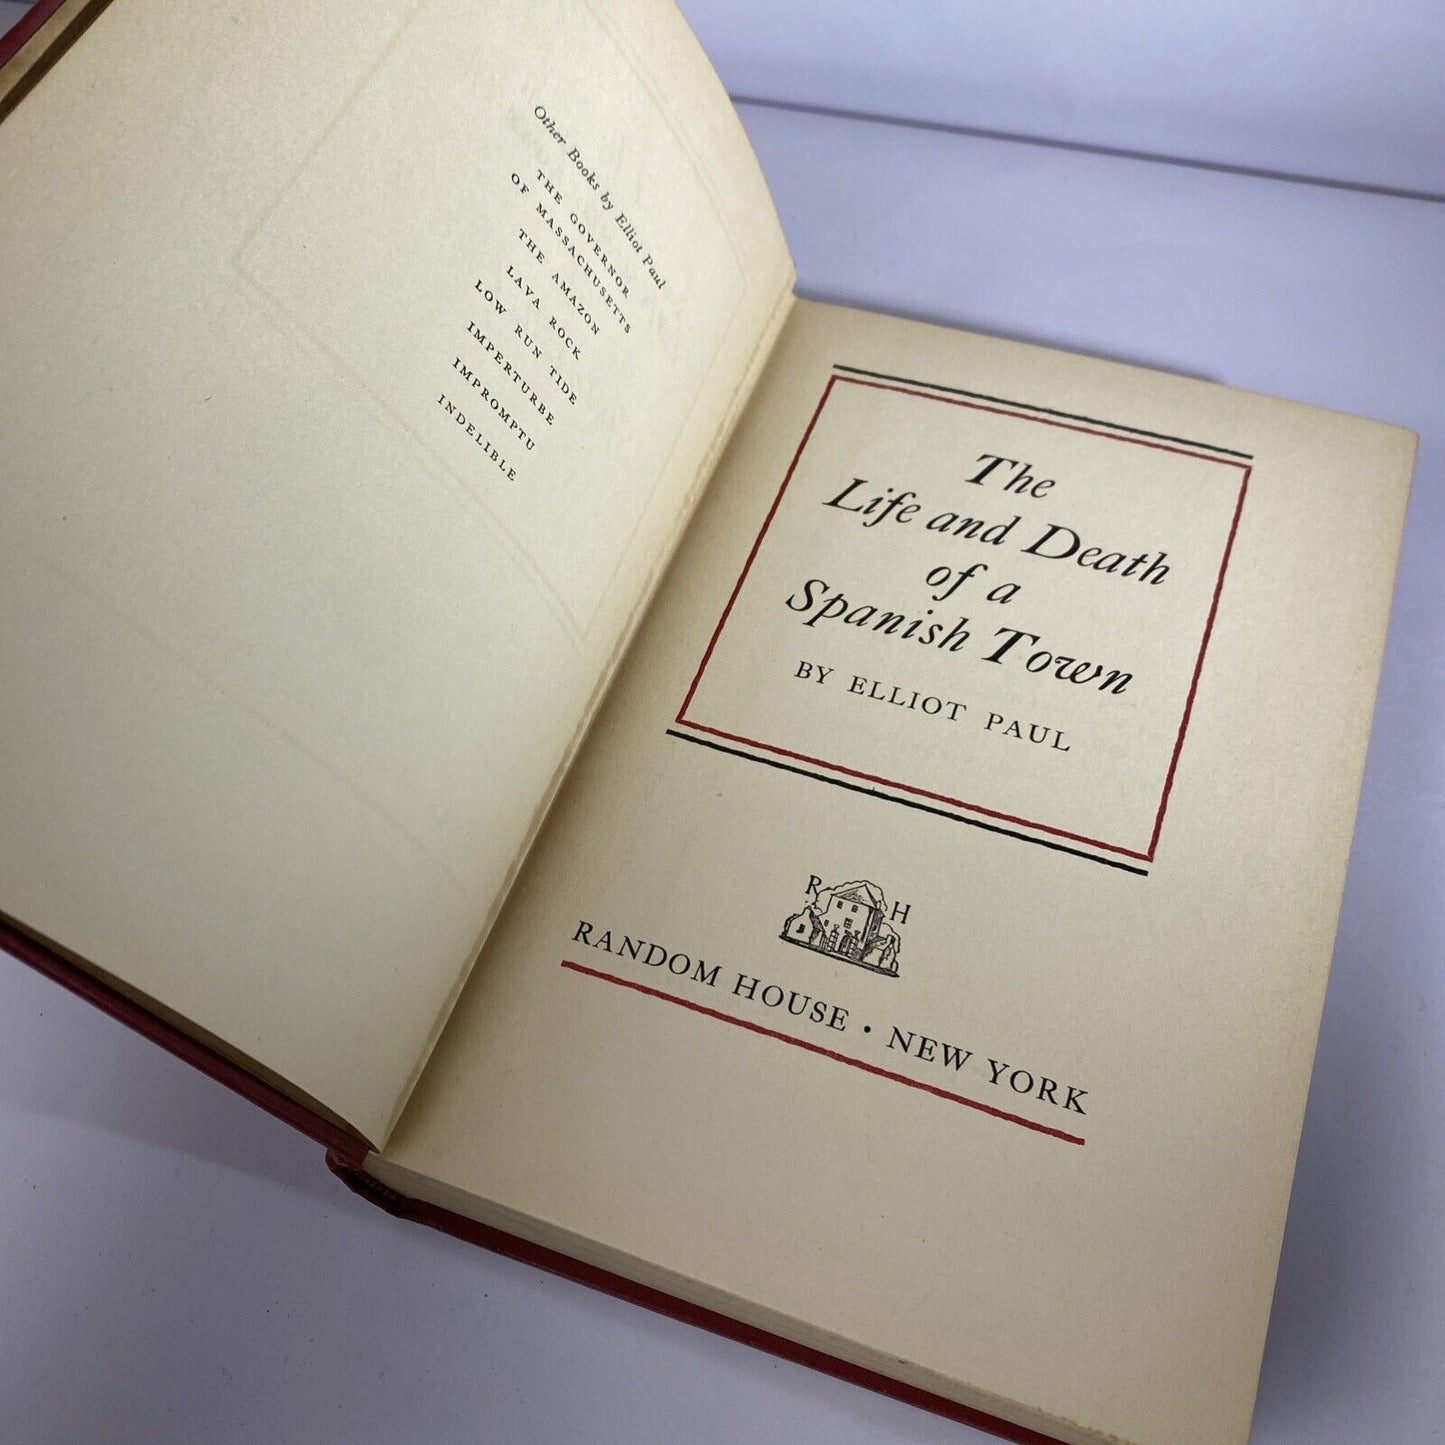 Other Books by Elliot Paul
THE GOVERNOR
OF MASSACHUSETTS
THE AMAZON
LAVA ROCK
LOW RUN TIDE
IMPERTURBE
IMPROMPTU
INDELIBLE
The
Life and Death
of a
Spanish Town
BY ELLIOT PAUL
R H
RANDOM HOUSE · NEW YORK